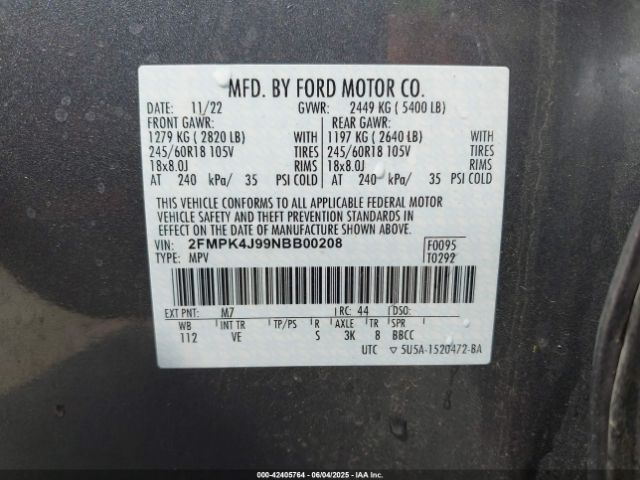 MFD. BY FORD MOTOR CO.
DATE: 11/22 GVWR: 2449 KG ( 5400 LB)
FRONT GAWR: REAR GAWR:
1279 KG ( 2820 LB) WITH 1197 KG ( 2640 LB) WITH
245/60R18 105V TIRES 245/60R18 105V TIRES
18x8.0J RIMS 18x8.0J RIMS
AT 240 kPa/ 35 PSI COLD AT 240 kPa/ 35 PSI COLD
THIS VEHICLE CONFORMS TO ALL APPLICABLE FEDERAL MOTOR
VEHICLE SAFETY AND THEFT PREVENTION STANDARDS IN
EFFECT ON THE DATE OF MANUFACTURE SHOWN ABOVE.
VIN: 2FMPK4J99NBB00208 F0095
TYPE: MPV T0292
EXT PNT: M7 RC: 44 DSO:
WB INT TR TP/PS R AXLE TR SPR
112 VE S 3K 8 BBCC
UTC ▽ 5U5A-1520472-BA
000-42405764 - 06/04/2025 - IAA Inc.